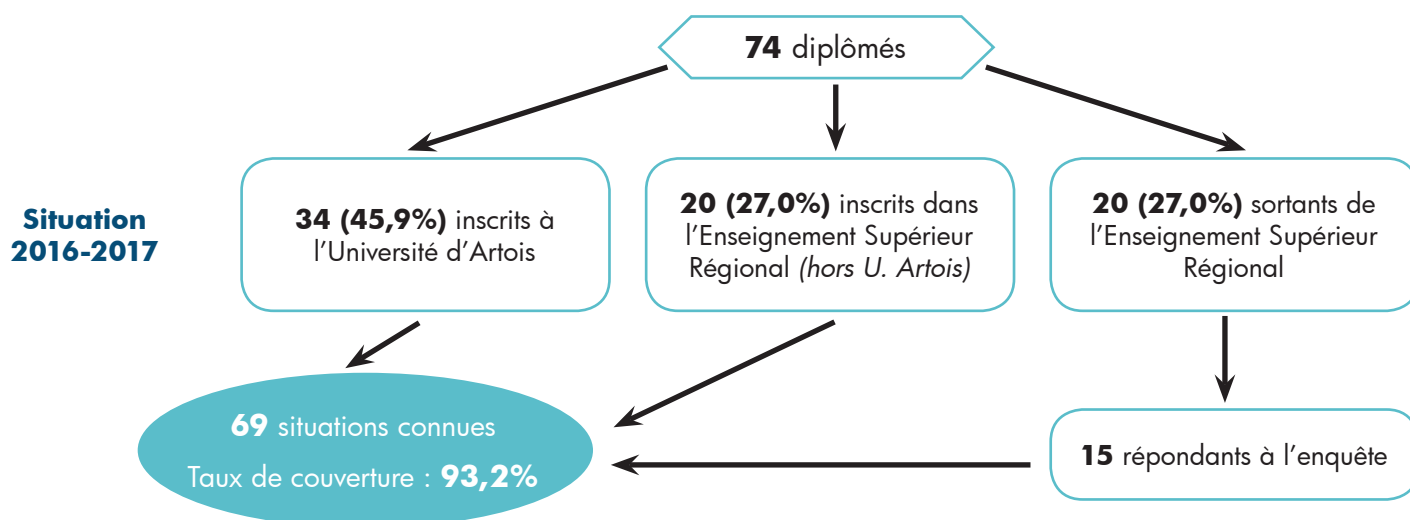 74 diplômés
Situation
2016-2017
34 (45,9%) inscrits à
l’Université d’Artois
20 (27,0%) inscrits dans
l’Enseignement Supérieur
Régional (hors U. Artois)
20 (27,0%) sortants de
l’Enseignement Supérieur
Régional
69 situations connues
Taux de couverture : 93,2%
15 répondants à l’enquête